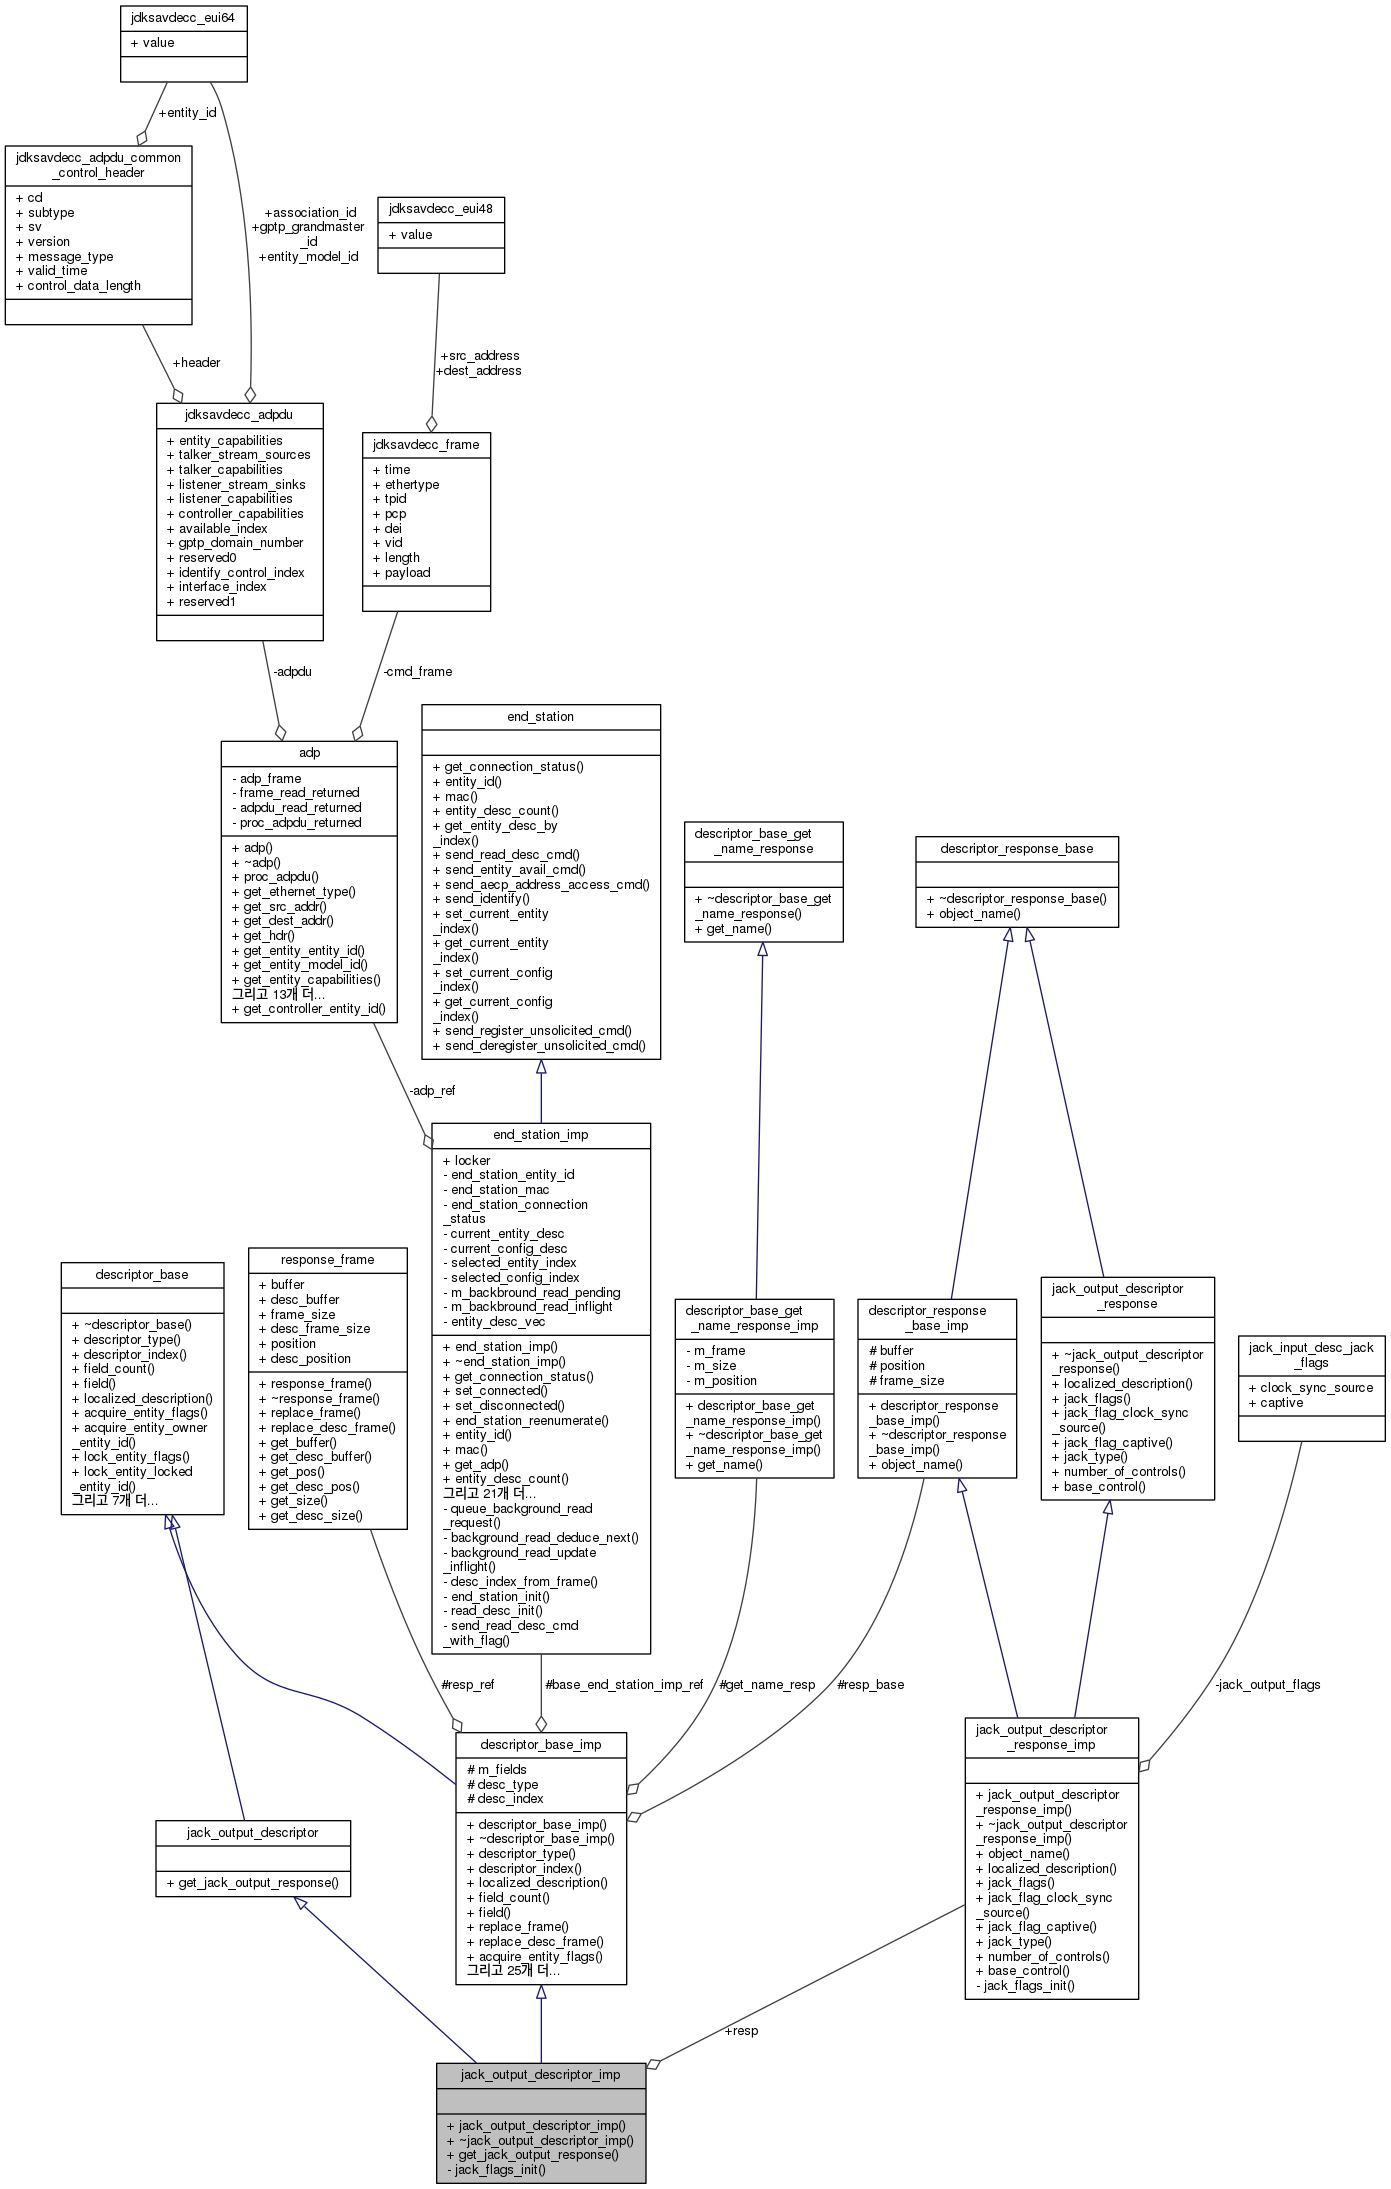 jdksavdecc_eui64
+ value
+entity_id
jdksavdecc_adpdu_common
_control_header
+ cd
+ subtype
+ sv
+ version
+ message_type
+ valid_time
+ control_data_length
+association_id
+gptp_grandmaster
_id
+entity_model_id
jdksavdecc_eui48
+ value
+header
+src_address
+dest_address
jdksavdecc_adpdu
+ entity_capabilities
+ talker_stream_sources
+ talker_capabilities
+ listener_stream_sinks
+ listener_capabilities
+ controller_capabilities
+ available_index
+ gptp_domain_number
+ reserved0
+ identify_control_index
+ interface_index
+ reserved1
jdksavdecc_frame
+ time
+ ethertype
+ tpid
+ pcp
+ dei
+ vid
+ length
+ payload
-adpdu
-cmd_frame
adp
- adp_frame
- frame_read_returned
- adpdu_read_returned
- proc_adpdu_returned
+ adp()
+ ~adp()
+ proc_adpdu()
+ get_ethernet_type()
+ get_src_addr()
+ get_dest_addr()
+ get_hdr()
+ get_entity_entity_id()
+ get_entity_model_id()
+ get_entity_capabilities()
그리고 13개 더...
+ get_controller_entity_id()
end_station
+ get_connection_status()
+ entity_id()
+ mac()
+ entity_desc_count()
+ get_entity_desc_by
_index()
+ send_read_desc_cmd()
+ send_entity_avail_cmd()
+ send_aecp_address_access_cmd()
+ send_identify()
+ set_current_entity
_index()
+ get_current_entity
_index()
+ set_current_config
_index()
+ get_current_config
_index()
+ send_register_unsolicited_cmd()
+ send_deregister_unsolicited_cmd()
descriptor_base_get
_name_response
+ ~descriptor_base_get
_name_response()
+ get_name()
descriptor_response_base
+ ~descriptor_response_base()
+ object_name()
-adp_ref
end_station_imp
+ locker
- end_station_entity_id
- end_station_mac
- end_station_connection
_status
- current_entity_desc
- current_config_desc
- selected_entity_index
- selected_config_index
- m_backbround_read_pending
- m_backbround_read_inflight
- entity_desc_vec
+ end_station_imp()
+ ~end_station_imp()
+ get_connection_status()
+ set_connected()
+ set_disconnected()
+ end_station_reenumerate()
+ entity_id()
+ mac()
+ get_adp()
+ entity_desc_count()
그리고 21개 더...
- queue_background_read
_request()
- background_read_deduce_next()
- background_read_update
_inflight()
- desc_index_from_frame()
- end_station_init()
- read_desc_init()
- send_read_desc_cmd
_with_flag()
descriptor_base
+ ~descriptor_base()
+ descriptor_type()
+ descriptor_index()
+ field_count()
+ field()
+ localized_description()
+ acquire_entity_flags()
+ acquire_entity_owner
_entity_id()
+ lock_entity_flags()
+ lock_entity_locked
_entity_id()
그리고 7개 더...
response_frame
+ buffer
+ desc_buffer
+ frame_size
+ desc_frame_size
+ position
+ desc_position
+ response_frame()
+ ~response_frame()
+ replace_frame()
+ replace_desc_frame()
+ get_buffer()
+ get_desc_buffer()
+ get_pos()
+ get_desc_pos()
+ get_size()
+ get_desc_size()
descriptor_base_get
_name_response_imp
- m_frame
- m_size
- m_position
+ descriptor_base_get
_name_response_imp()
+ ~descriptor_base_get
_name_response_imp()
+ get_name()
descriptor_response
_base_imp
# buffer
# position
# frame_size
+ descriptor_response
_base_imp()
+ ~descriptor_response
_base_imp()
+ object_name()
jack_output_descriptor
_response
+ ~jack_output_descriptor
_response()
+ localized_description()
+ jack_flags()
+ jack_flag_clock_sync
_source()
+ jack_flag_captive()
+ jack_type()
+ number_of_controls()
+ base_control()
jack_input_desc_jack
_flags
+ clock_sync_source
+ captive
#resp_ref
#base_end_station_imp_ref
#get_name_resp
#resp_base
-jack_output_flags
descriptor_base_imp
# m_fields
# desc_type
# desc_index
+ descriptor_base_imp()
+ ~descriptor_base_imp()
+ descriptor_type()
+ descriptor_index()
+ localized_description()
+ field_count()
+ field()
+ replace_frame()
+ replace_desc_frame()
+ acquire_entity_flags()
그리고 25개 더...
jack_output_descriptor
_response_imp
+ jack_output_descriptor
_response_imp()
+ ~jack_output_descriptor
_response_imp()
+ object_name()
+ localized_description()
+ jack_flags()
+ jack_flag_clock_sync
_source()
+ jack_flag_captive()
+ jack_type()
+ number_of_controls()
+ base_control()
- jack_flags_init()
jack_output_descriptor
+ get_jack_output_response()
+resp
jack_output_descriptor_imp
+ jack_output_descriptor_imp()
+ ~jack_output_descriptor_imp()
+ get_jack_output_response()
- jack_flags_init()